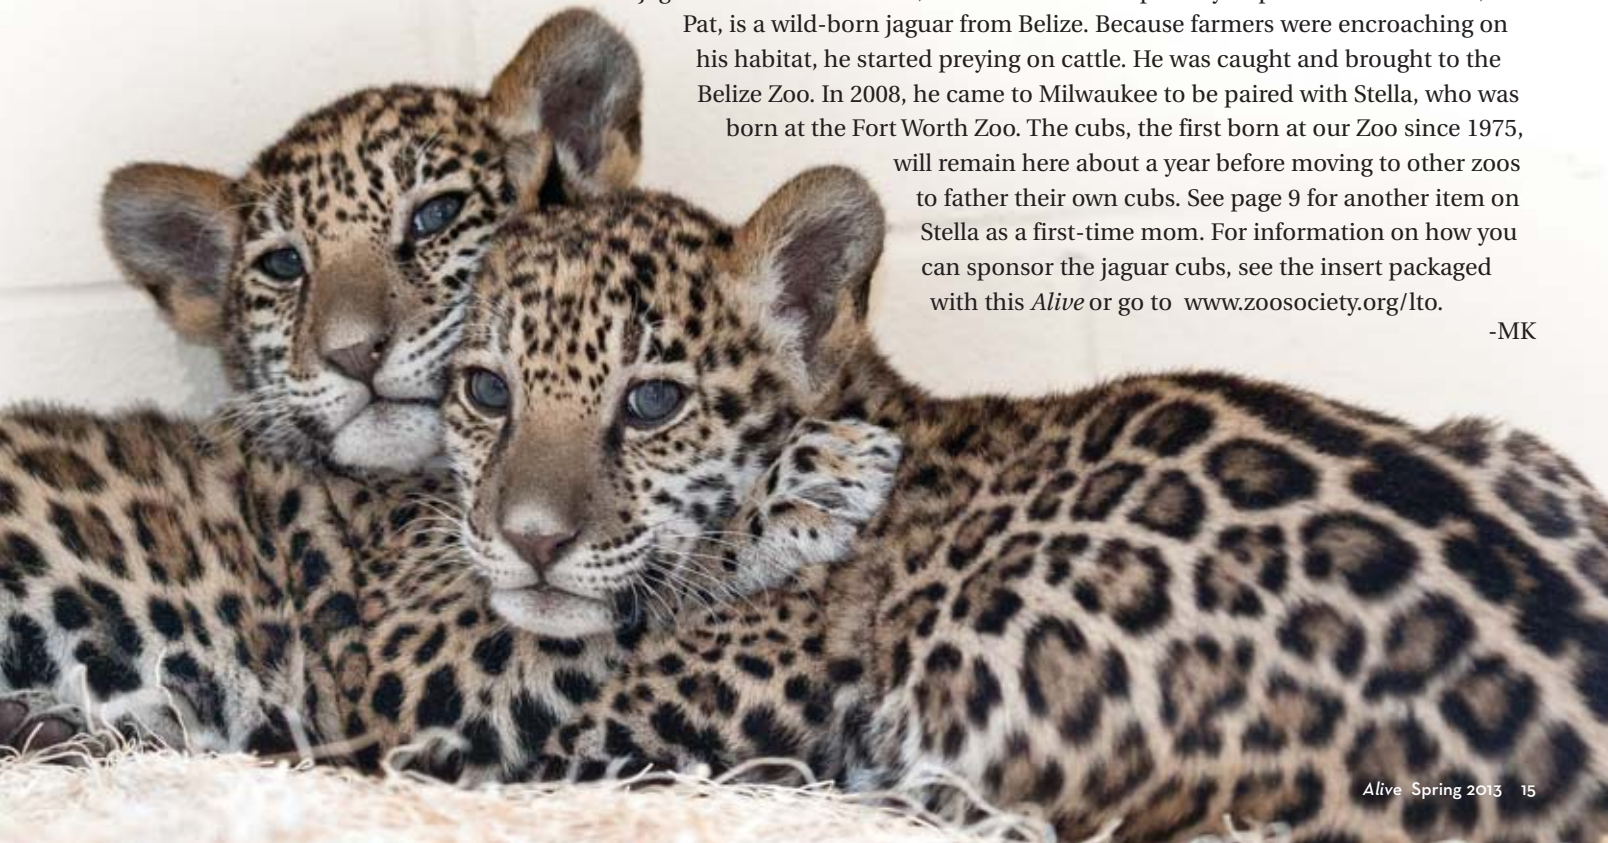 Pat, is a wild-born jaguar from Belize. Because farmers were encroaching on
his habitat, he started preying on cattle. He was caught and brought to the
Belize Zoo. In 2008, he came to Milwaukee to be paired with Stella, who was
born at the Fort Worth Zoo. The cubs, the first born at our Zoo since 1975,
will remain here about a year before moving to other zoos
to father their own cubs. See page 9 for another item on
Stella as a first-time mom. For information on how you
can sponsor the jaguar cubs, see the insert packaged
with this Alive or go to www.zoosociety.org/lto.
-MK
Alive Spring 2013 15